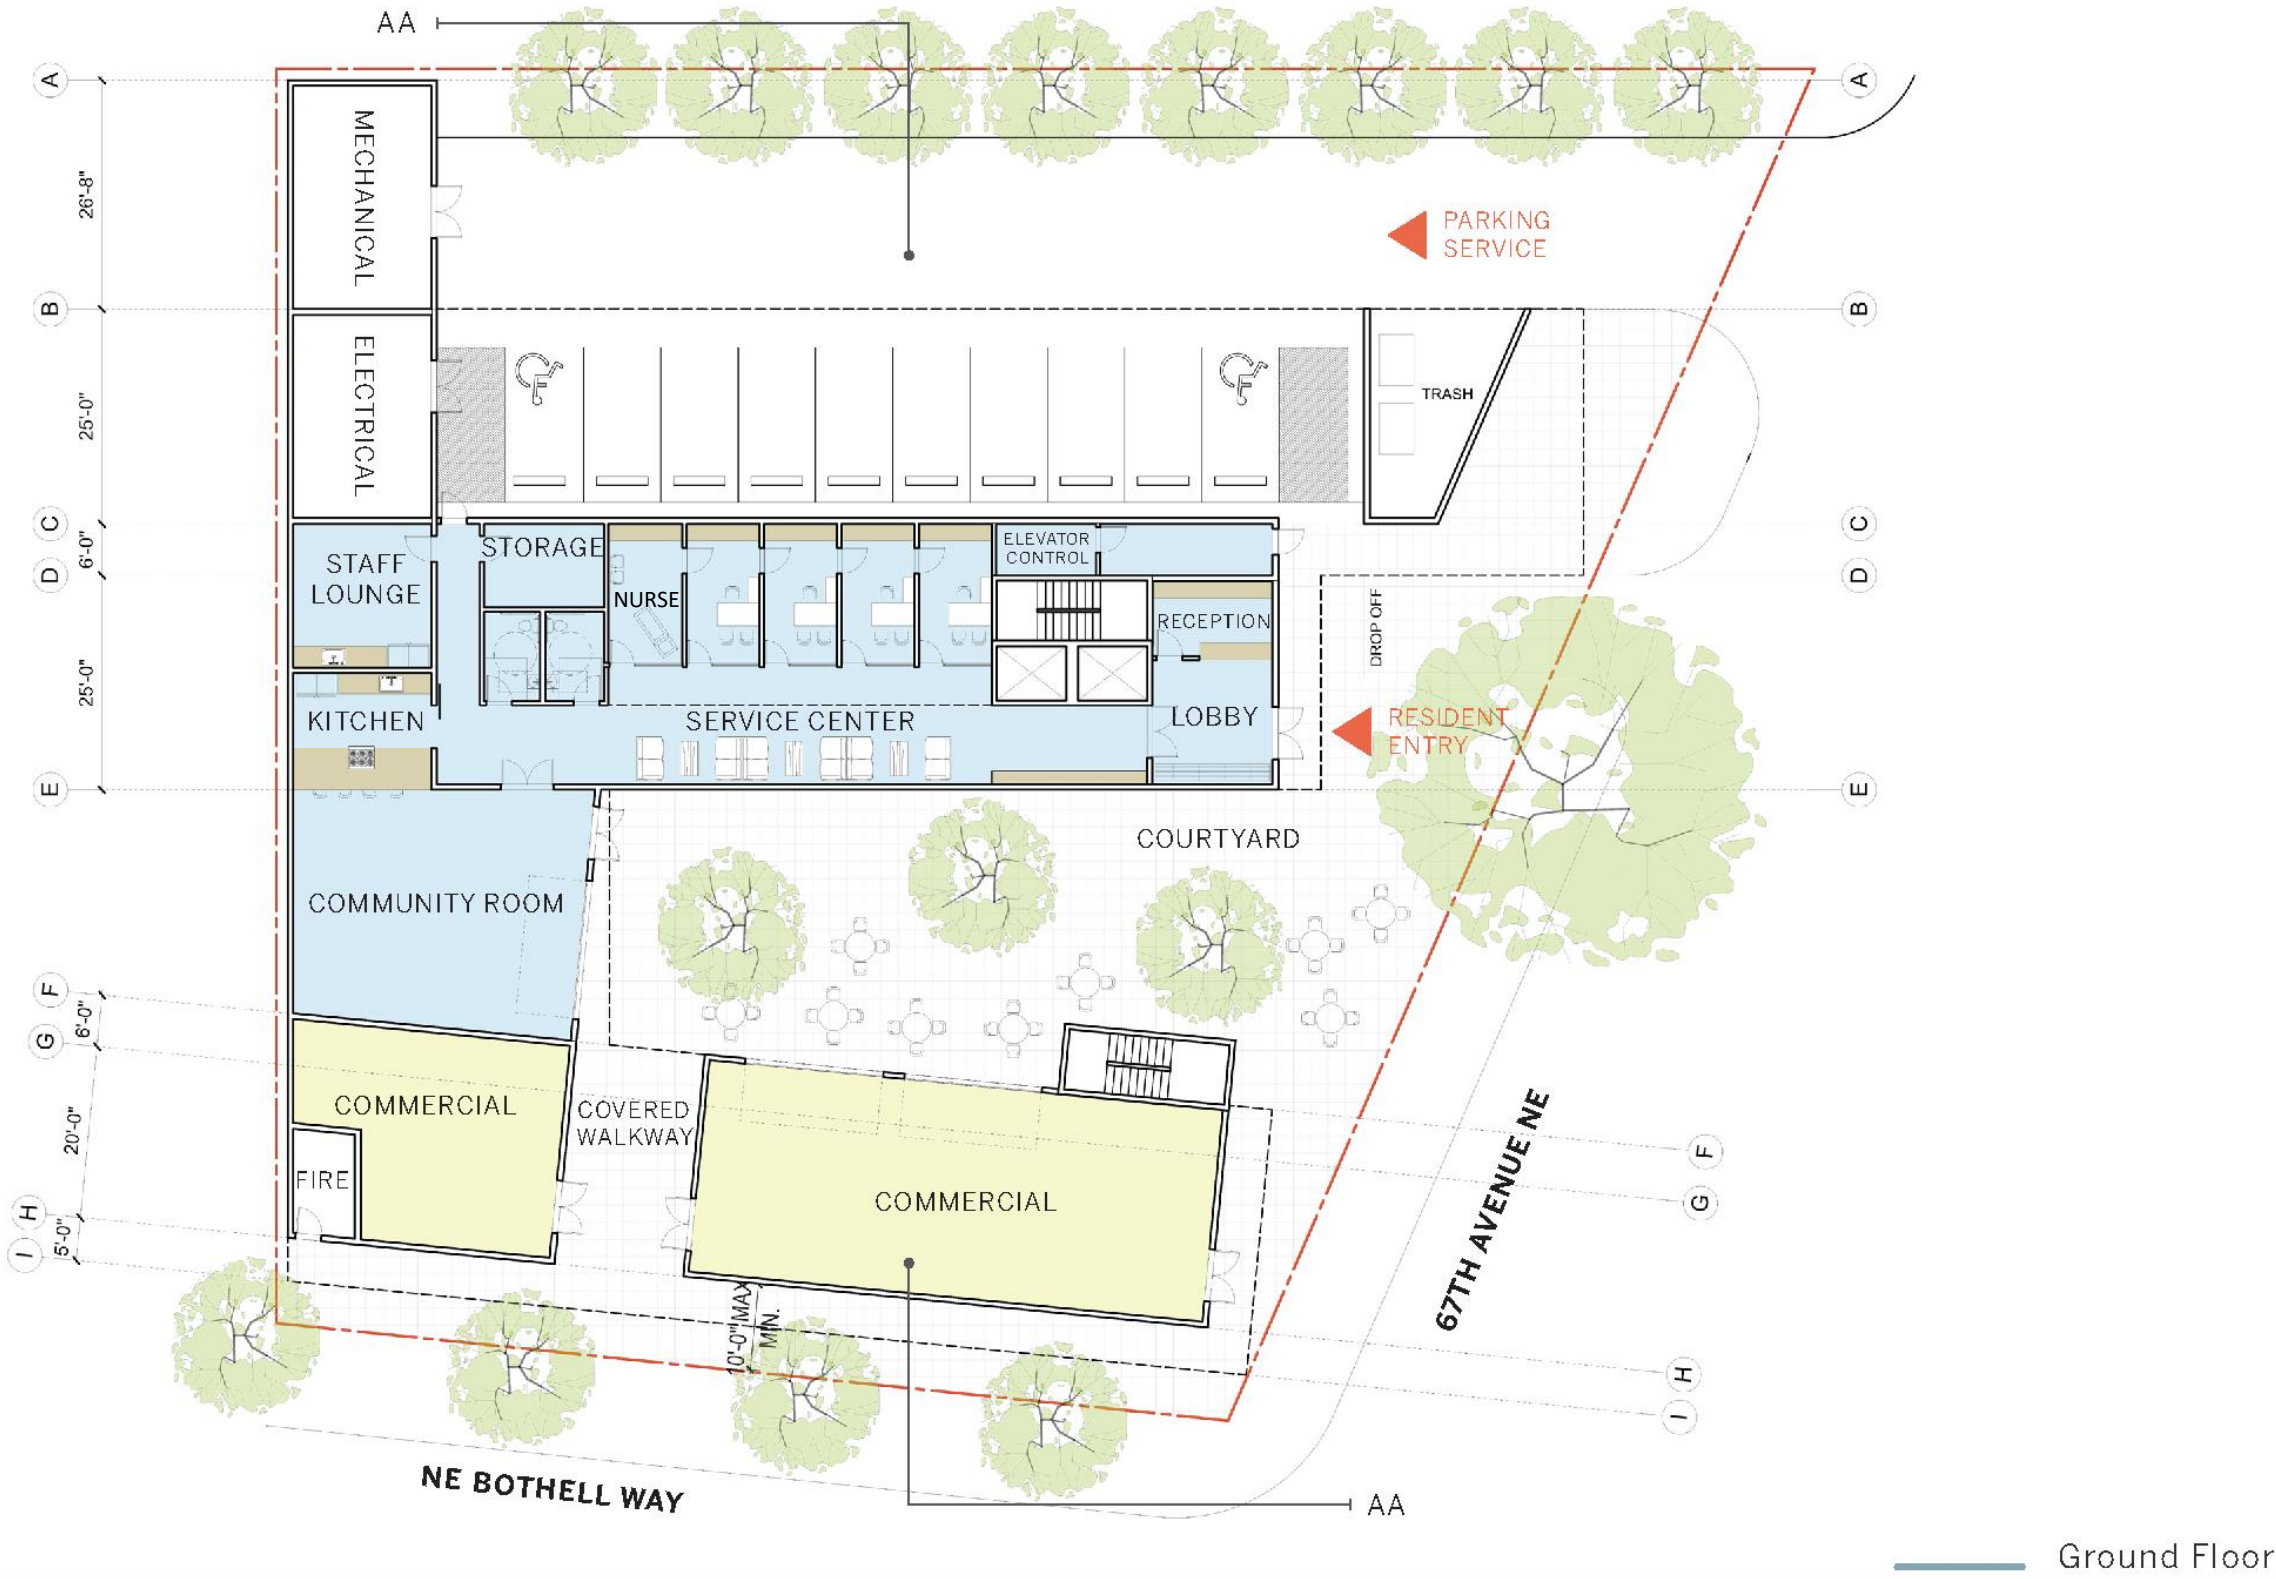 AA
A
A
MECHANICAL
26'-8"
PARKING
SERVICE
B
B
ELECTRICAL
25'-0"
TRASH
C
C
6'-0"
STAFF
LOUNGE
STORAGE
ELEVATOR
CONTROL
D
D
NURSE
RECEPTION
DROP OFF
25'-0"
KITCHEN
SERVICE CENTER
LOBBY
RESIDENT
ENTRY
E
E
COURTYARD
COMMUNITY ROOM
F
6'-0"
G
COMMERCIAL
COVERED
WALKWAY
20'-0"
FIRE
COMMERCIAL
F
G
67TH AVENUE NE
H
5'-0"
I
10'-0" MAX
MIN.
H
I
NE BOTHELL WAY
AA
Ground Floor